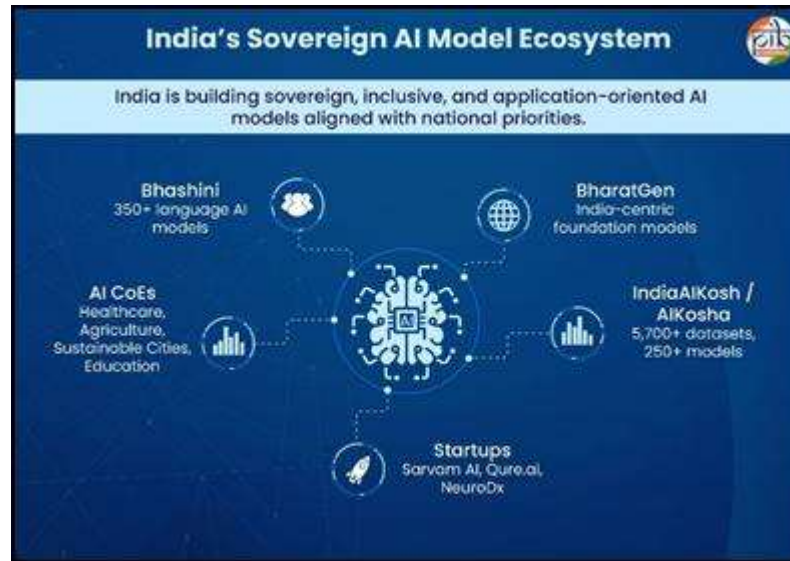 India's Sovereign AI Model Ecosystem
pib
India is building sovereign, inclusive, and application-oriented AI
models aligned with national priorities.
Bhashini
350+ language AI
models
BharatGen
India-centric
foundation models
AI CoEs
Healthcare,
Agriculture,
Sustainable Cities,
Education
AI
IndiaAIKosh /
AIKosha
5,700+ datasets,
250+ models
Startups
Sarvam AI, Qure.ai,
NeuroDx